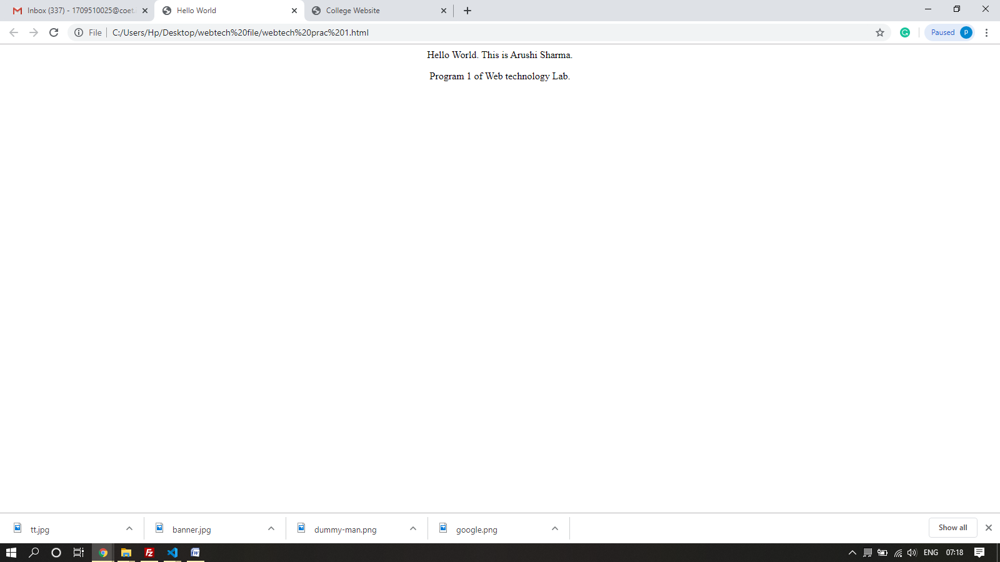 Inbox (337) - 1709510025@coet.
Hello World
College Website
File
C:/Users/Hp/Desktop/webtech%20file/webtech%20prac%201.html
Paused
P
Hello World. This is Arushi Sharma.
Program 1 of Web technology Lab.
tt.jpg
banner.jpg
dummy-man.png
google.png
Show all
ENG
07:18